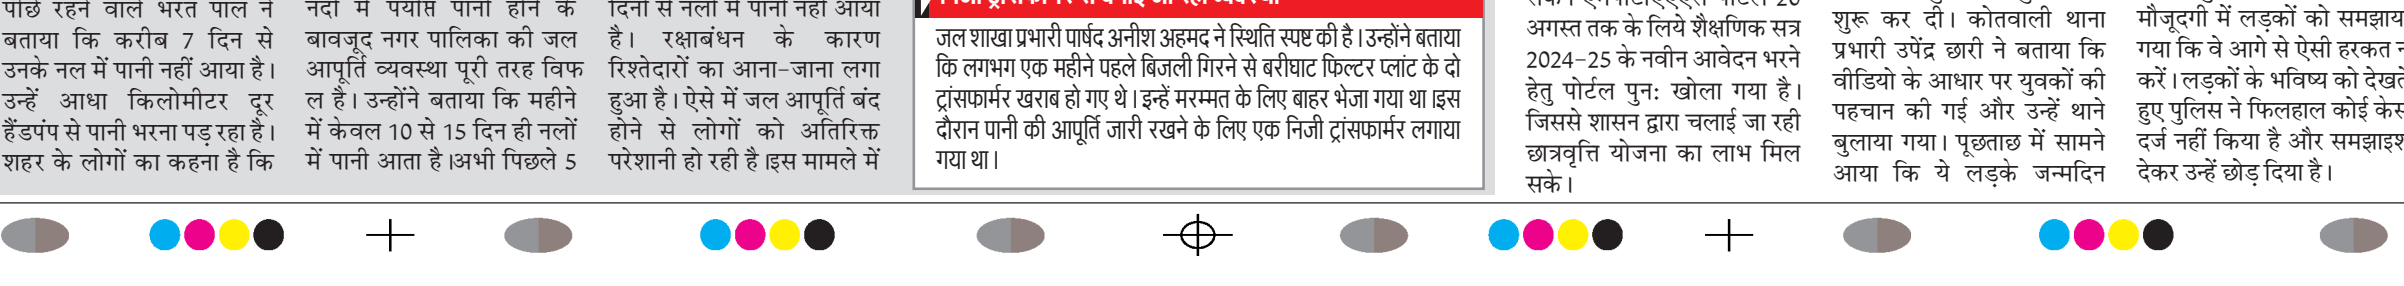 पीछे रहने वाले भरत पाल ने
बताया कि करीब 7 दिन से
उनके नल में पानी नहीं आया है।
उन्हें आधा किलोमीटर दूर
हैंडपंप से पानी भरना पड़ रहा है।
शहर के लोगों का कहना है कि
नदी में पर्याप्त पानी होने के
बावजूद नगर पालिका की जल
आपूर्ति व्यवस्था पूरी तरह विफ
ल है। उन्होंने बताया कि महीने
में केवल 10 से 15 दिन ही नलों
में पानी आता है।अभी पिछले 5
दिनों से नलों में पानी नहीं आया
है। रक्षाबंधन के कारण
रिश्तेदारों का आना-जाना लगा
हुआ है। ऐसे में जल आपूर्ति बंद
होने से लोगों को अतिरिक्त
परेशानी हो रही है।इस मामले में
जल शाखा प्रभारी पार्षद अनीश अहमद ने स्थिति स्पष्ट की है। उन्होंने बताया
कि लगभग एक महीने पहले बिजली गिरने से बरीघाट फिल्टर प्लांट के दो
ट्रांसफार्मर खराब हो गए थे। इन्हें मरम्मत के लिए बाहर भेजा गया था।इस
दौरान पानी की आपूर्ति जारी रखने के लिए एक निजी ट्रांसफार्मर लगाया
गया था।
अगस्त तक के लिये शैक्षणिक सत्र
2024-25 के नवीन आवेदन भरने
हेतु पोर्टल पुन: खोला गया है।
जिससे शासन द्वारा चलाई जा रही
छात्रवृत्ति योजना का लाभ मिल
सके।
शुरू कर दी। कोतवाली थाना
प्रभारी उपेंद्र छारी ने बताया कि
वीडियो के आधार पर युवकों की
पहचान की गई और उन्हें थाने
बुलाया गया। पूछताछ में सामने
आया कि ये लड़के जन्मदिन
मौजूदगी में लड़कों को समझाया
गया कि वे आगे से ऐसी हरकत न
करें। लड़कों के भविष्य को देखते
हुए पुलिस ने फिलहाल कोई केस
दर्ज नहीं किया है और समझाइश
देकर उन्हें छोड़ दिया है।